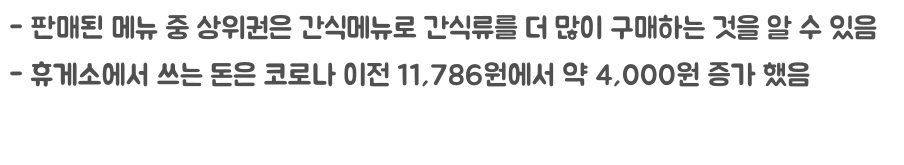 - 판매된 메뉴 중 상위권은 간식메뉴로 간식류를 더 많이 구매하는 것을 알 수 있음
- 휴게소에서 쓰는 돈은 코로나 이전 11,786원에서 약 4,000원 증가 했음